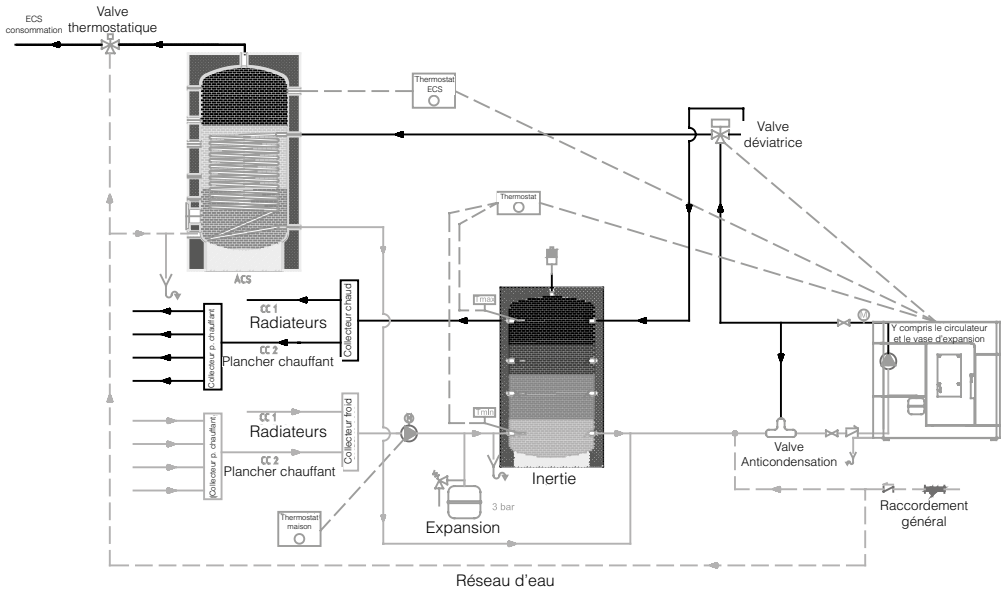 ECS
consommation
Valve
thermostatique
Thermostat
ECS
Valve
déviatrice
Thermostat
ACS
CC 1
Radiateurs
CC 2
Plancher chauffant
Collecteur p. chauffant
Collecteur chaud
Tmax
M
Y compris le circulateur
et le vase d'expansion
CC 1
Radiateurs
CC 2
Plancher chauffant
Collecteur p. chauffant
Collecteur froid
Tmin
Valve
Anticondensation
Inertie
Raccordement
général
Thermostat
maison
Expansion
3 bar
Réseau d'eau